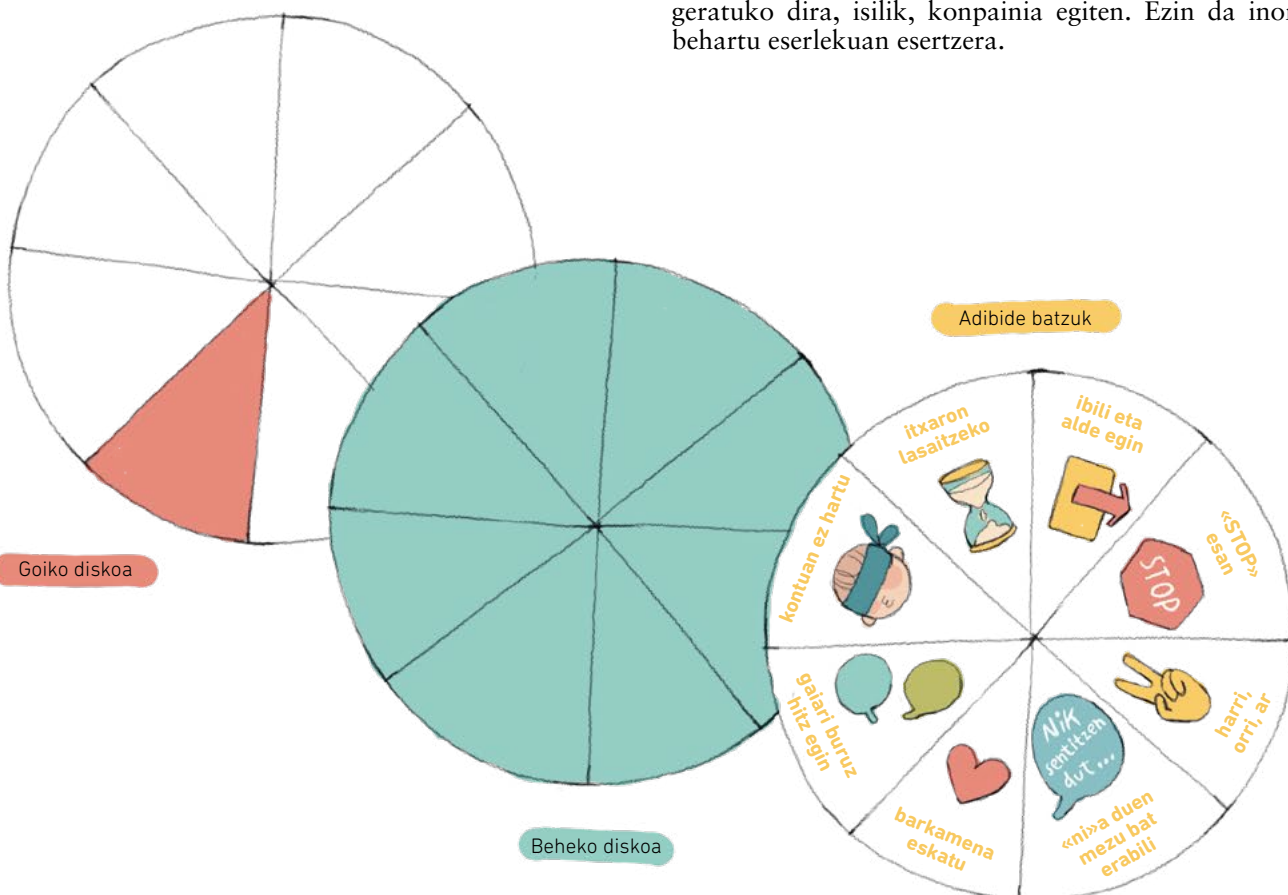 geratuko dira, isilik, konpainia egiten. Ezin da
behartu eserlekuan esertzera.
Adibide batzuk
itxaron
lasaitzeko
ibili eta
alde egin
«STOP»
esan
STOP
kontuan ez hartu
Goiko diskoa
gaiari buruz
hitz egin
harri,
orri, ar
NiK
sentitzen
dut...
barkamena
eskatu
«ni»a duen
mezu bat
erabili
Beheko diskoa